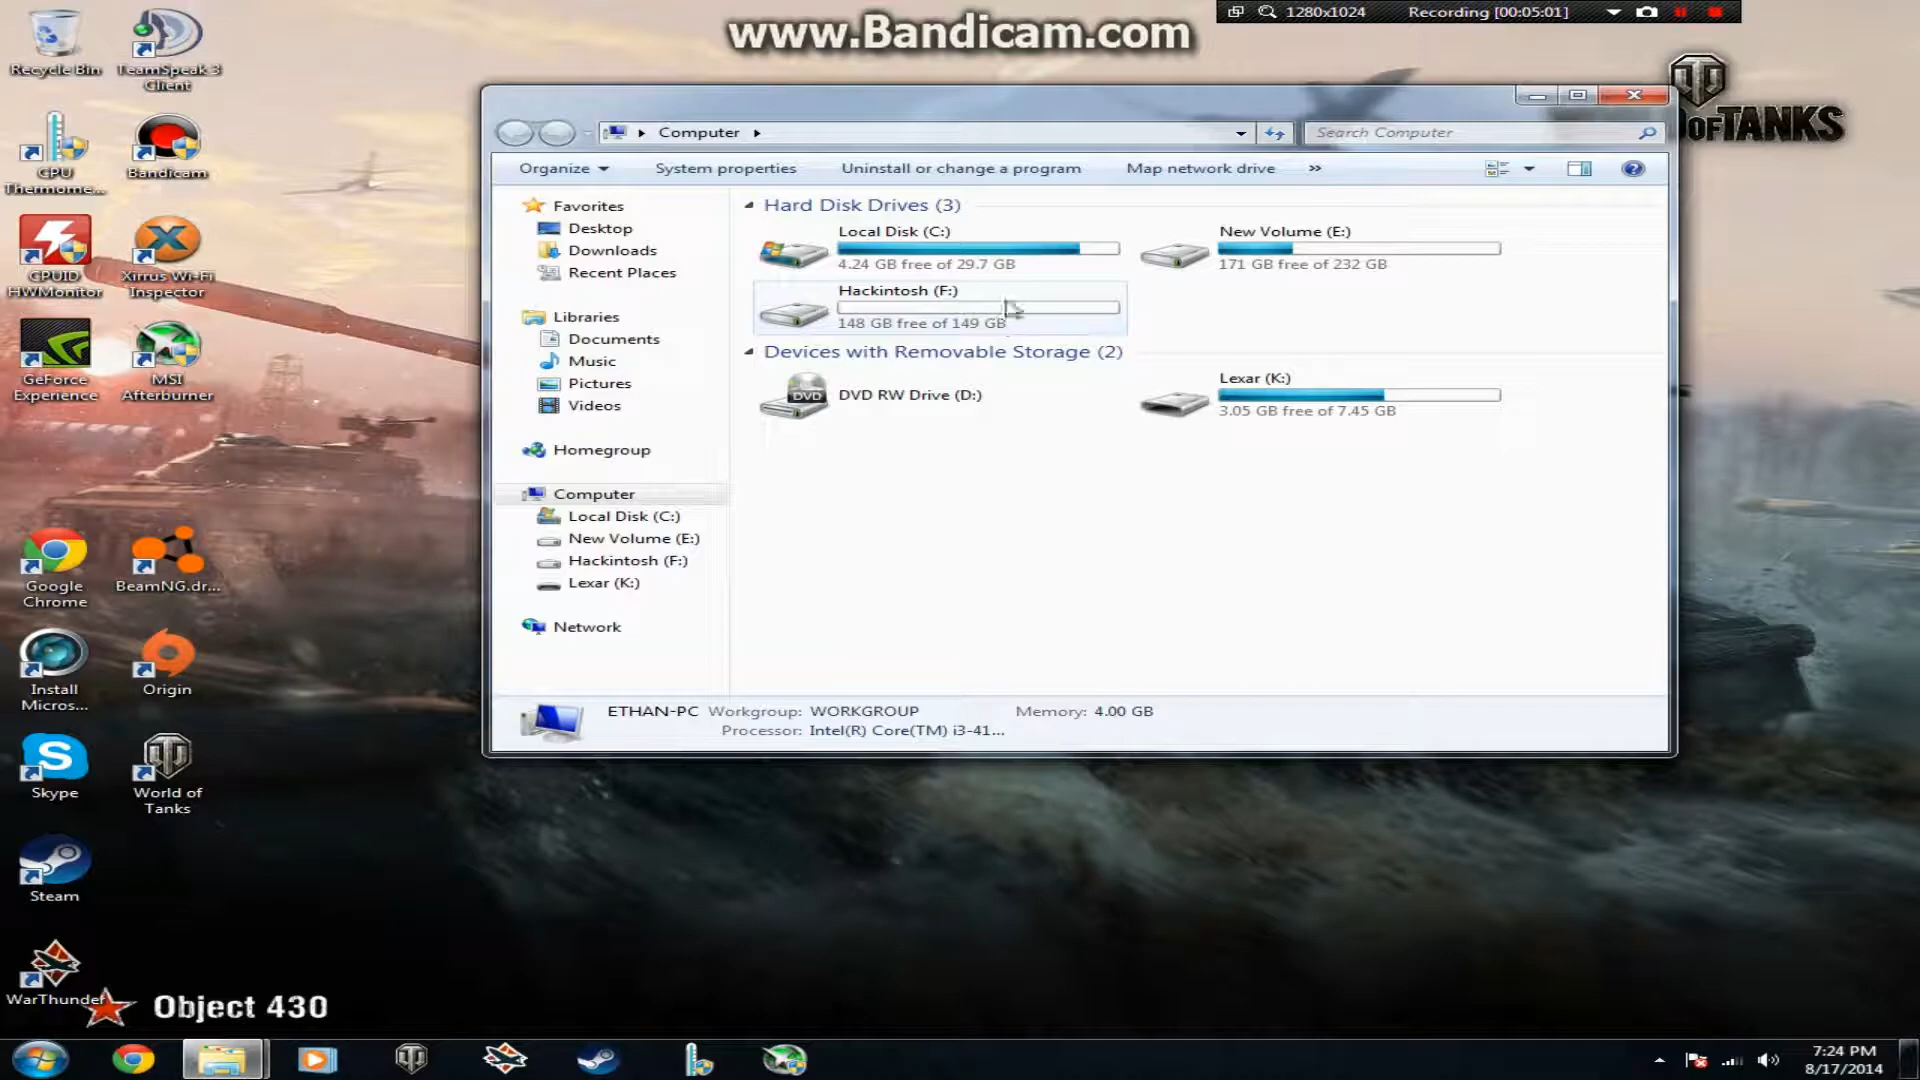 www.Bandicam.com
1280x1024 Recording [00:05:01]
Recycle Bin
TeamSpeak 3 Client
CPU Thermome...
Bandicam
CPUID HWMonitor
Xirrus Wi-Fi Inspector
GeForce Experience
MSI Afterburner
Google Chrome
BeamNG.dr...
Install Micros...
Origin
Skype
World of Tanks
Steam
WarThunder
Object 430
OF TANKS
Computer
Search Computer
Organize System properties Uninstall or change a program Map network drive »
Favorites
Desktop
Downloads
Recent Places
Libraries
Documents
Music
Pictures
Videos
Homegroup
Computer
Local Disk (C:)
New Volume (E:)
Hackintosh (F:)
Lexar (K:)
Network
Hard Disk Drives (3)
Local Disk (C:)
4.24 GB free of 29.7 GB
New Volume (E:)
171 GB free of 232 GB
Hackintosh (F:)
148 GB free of 149 GB
Devices with Removable Storage (2)
DVD
DVD RW Drive (D:)
Lexar (K:)
3.05 GB free of 7.45 GB
ETHAN-PC Workgroup: WORKGROUP Memory: 4.00 GB
Processor: Intel(R) Core(TM) i3-41...
7:24 PM
8/17/2014